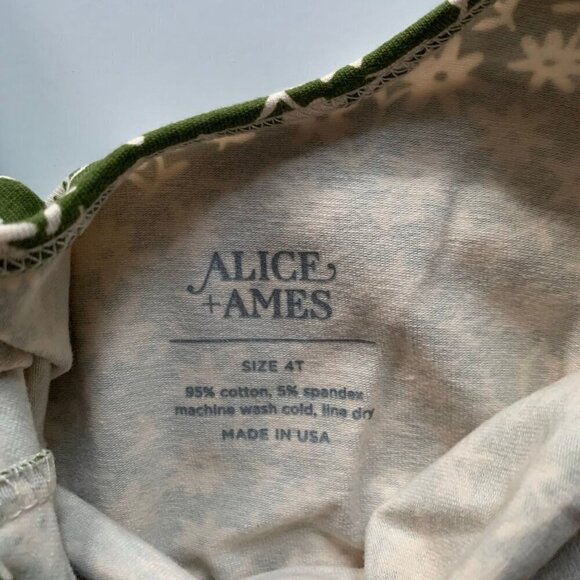 ALICE
+AMES
SIZE 4T
95% cotton, 5% spandex
machine wash cold, line dry
MADE IN USA